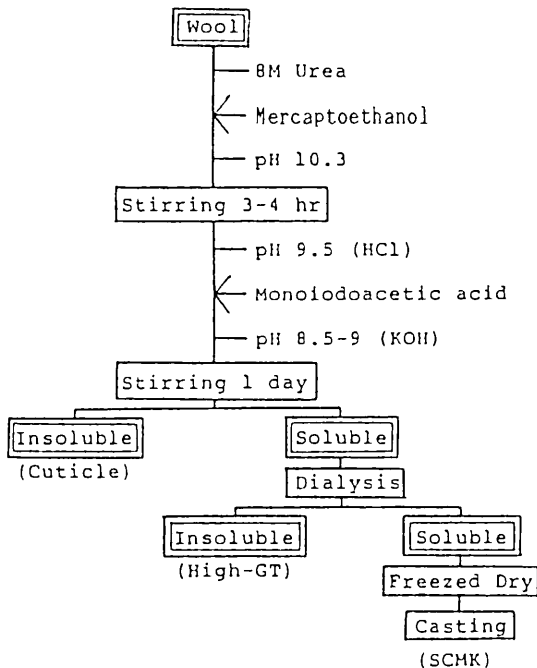 Wool
8M Urea
Mercaptoethanol
pH 10.3
Stirring 3-4 hr
pH 9.5 (HCl)
Monoiodoacetic acid
pH 8.5-9 (KOH)
Stirring 1 day
Insoluble
Soluble
(Cuticle)
Dialysis
Insoluble
Soluble
(High-GT)
Freezed Dry
Casting
(SCMK)